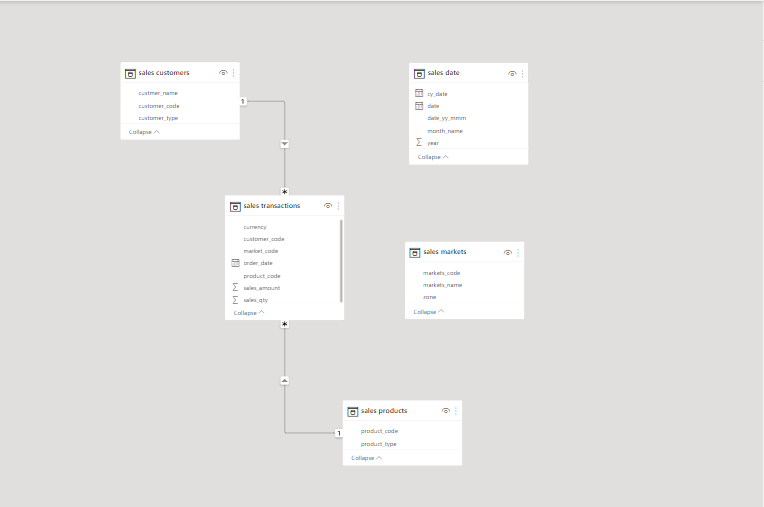 sales customers
custmer_name
customer_code
customer_type
Collapse
1
*
sales date
cy_date
date
date_yy_mmm
month_name
year
Collapse
sales transactions
currency
customer_code
market_code
order_date
product_code
sales_amount
sales_qty
Collapse
*
sales markets
markets_code
markets_name
zone
Collapse
1
sales products
product_code
product_type
Collapse